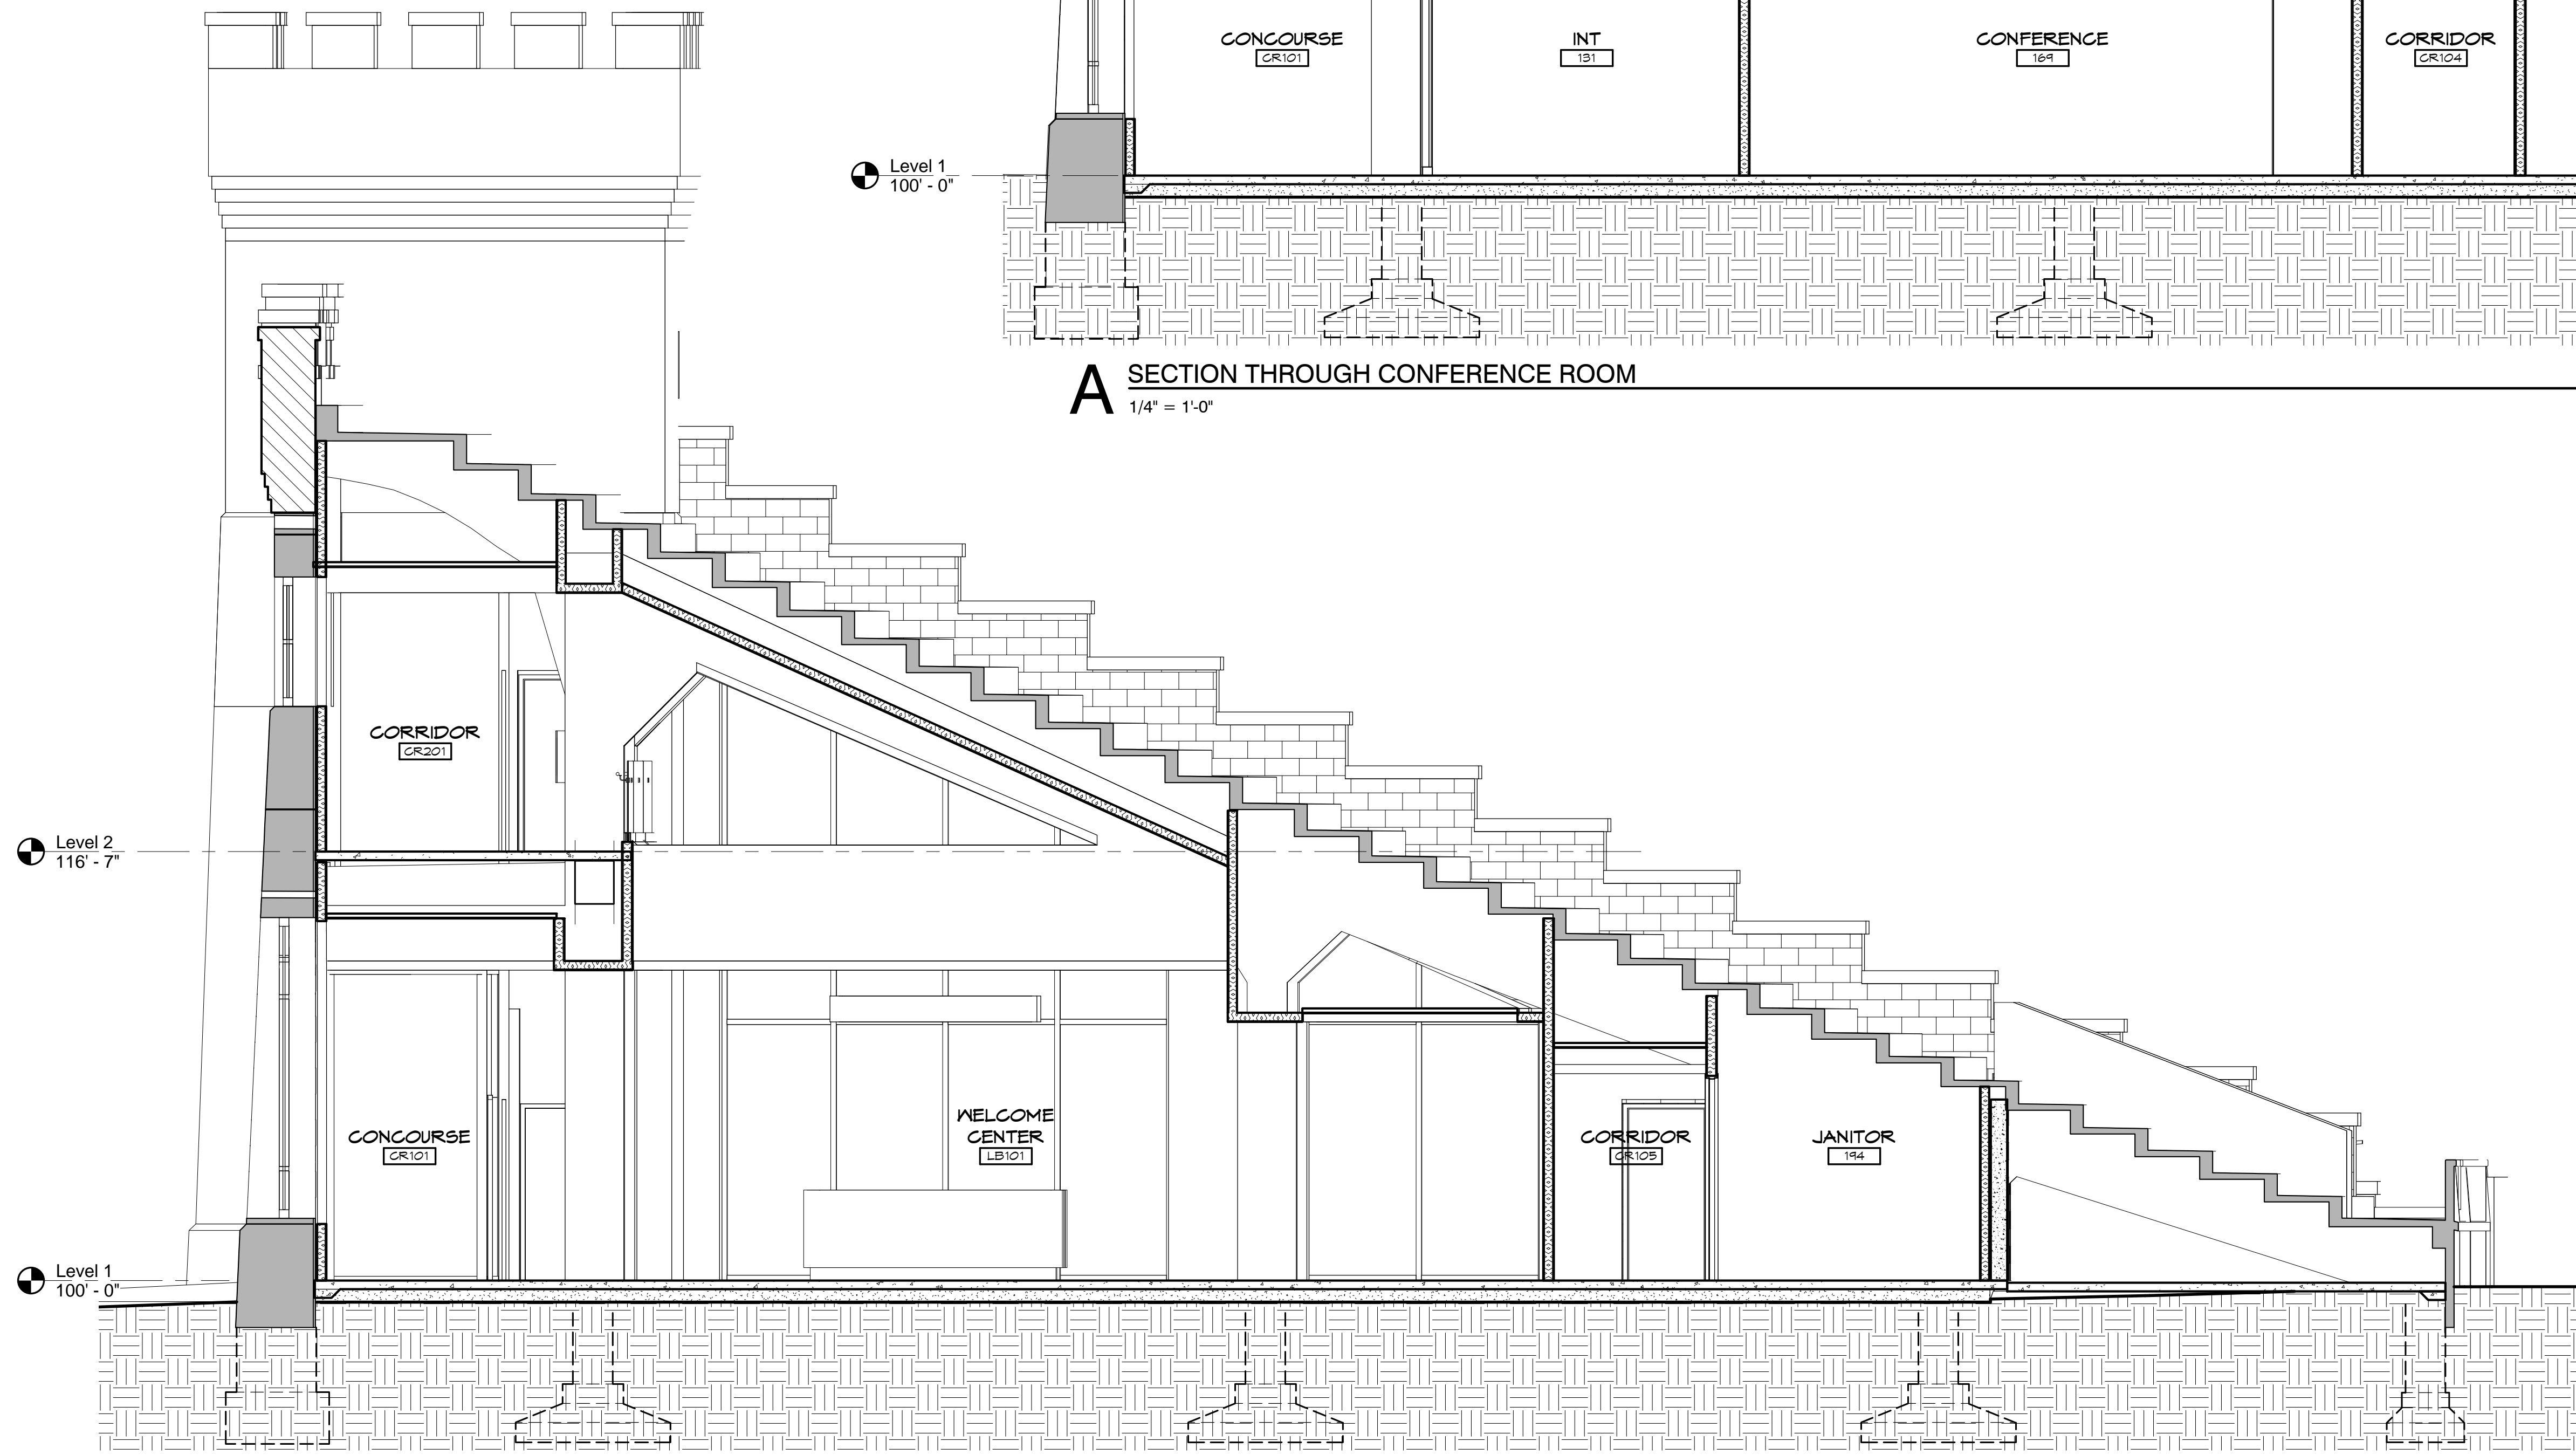 CONCOURSE
CR101
INT
131
CONFERENCE
169
CORRIDOR
CR104
Level 1
100' - 0"
A
SECTION THROUGH CONFERENCE ROOM
1/4" = 1'-0"
CORRIDOR
CR201
Level 2
116' - 7"
CONCOURSE
CR101
WELCOME
CENTER
LB101
CORRIDOR
CR105
JANITOR
194
Level 1
100' - 0"